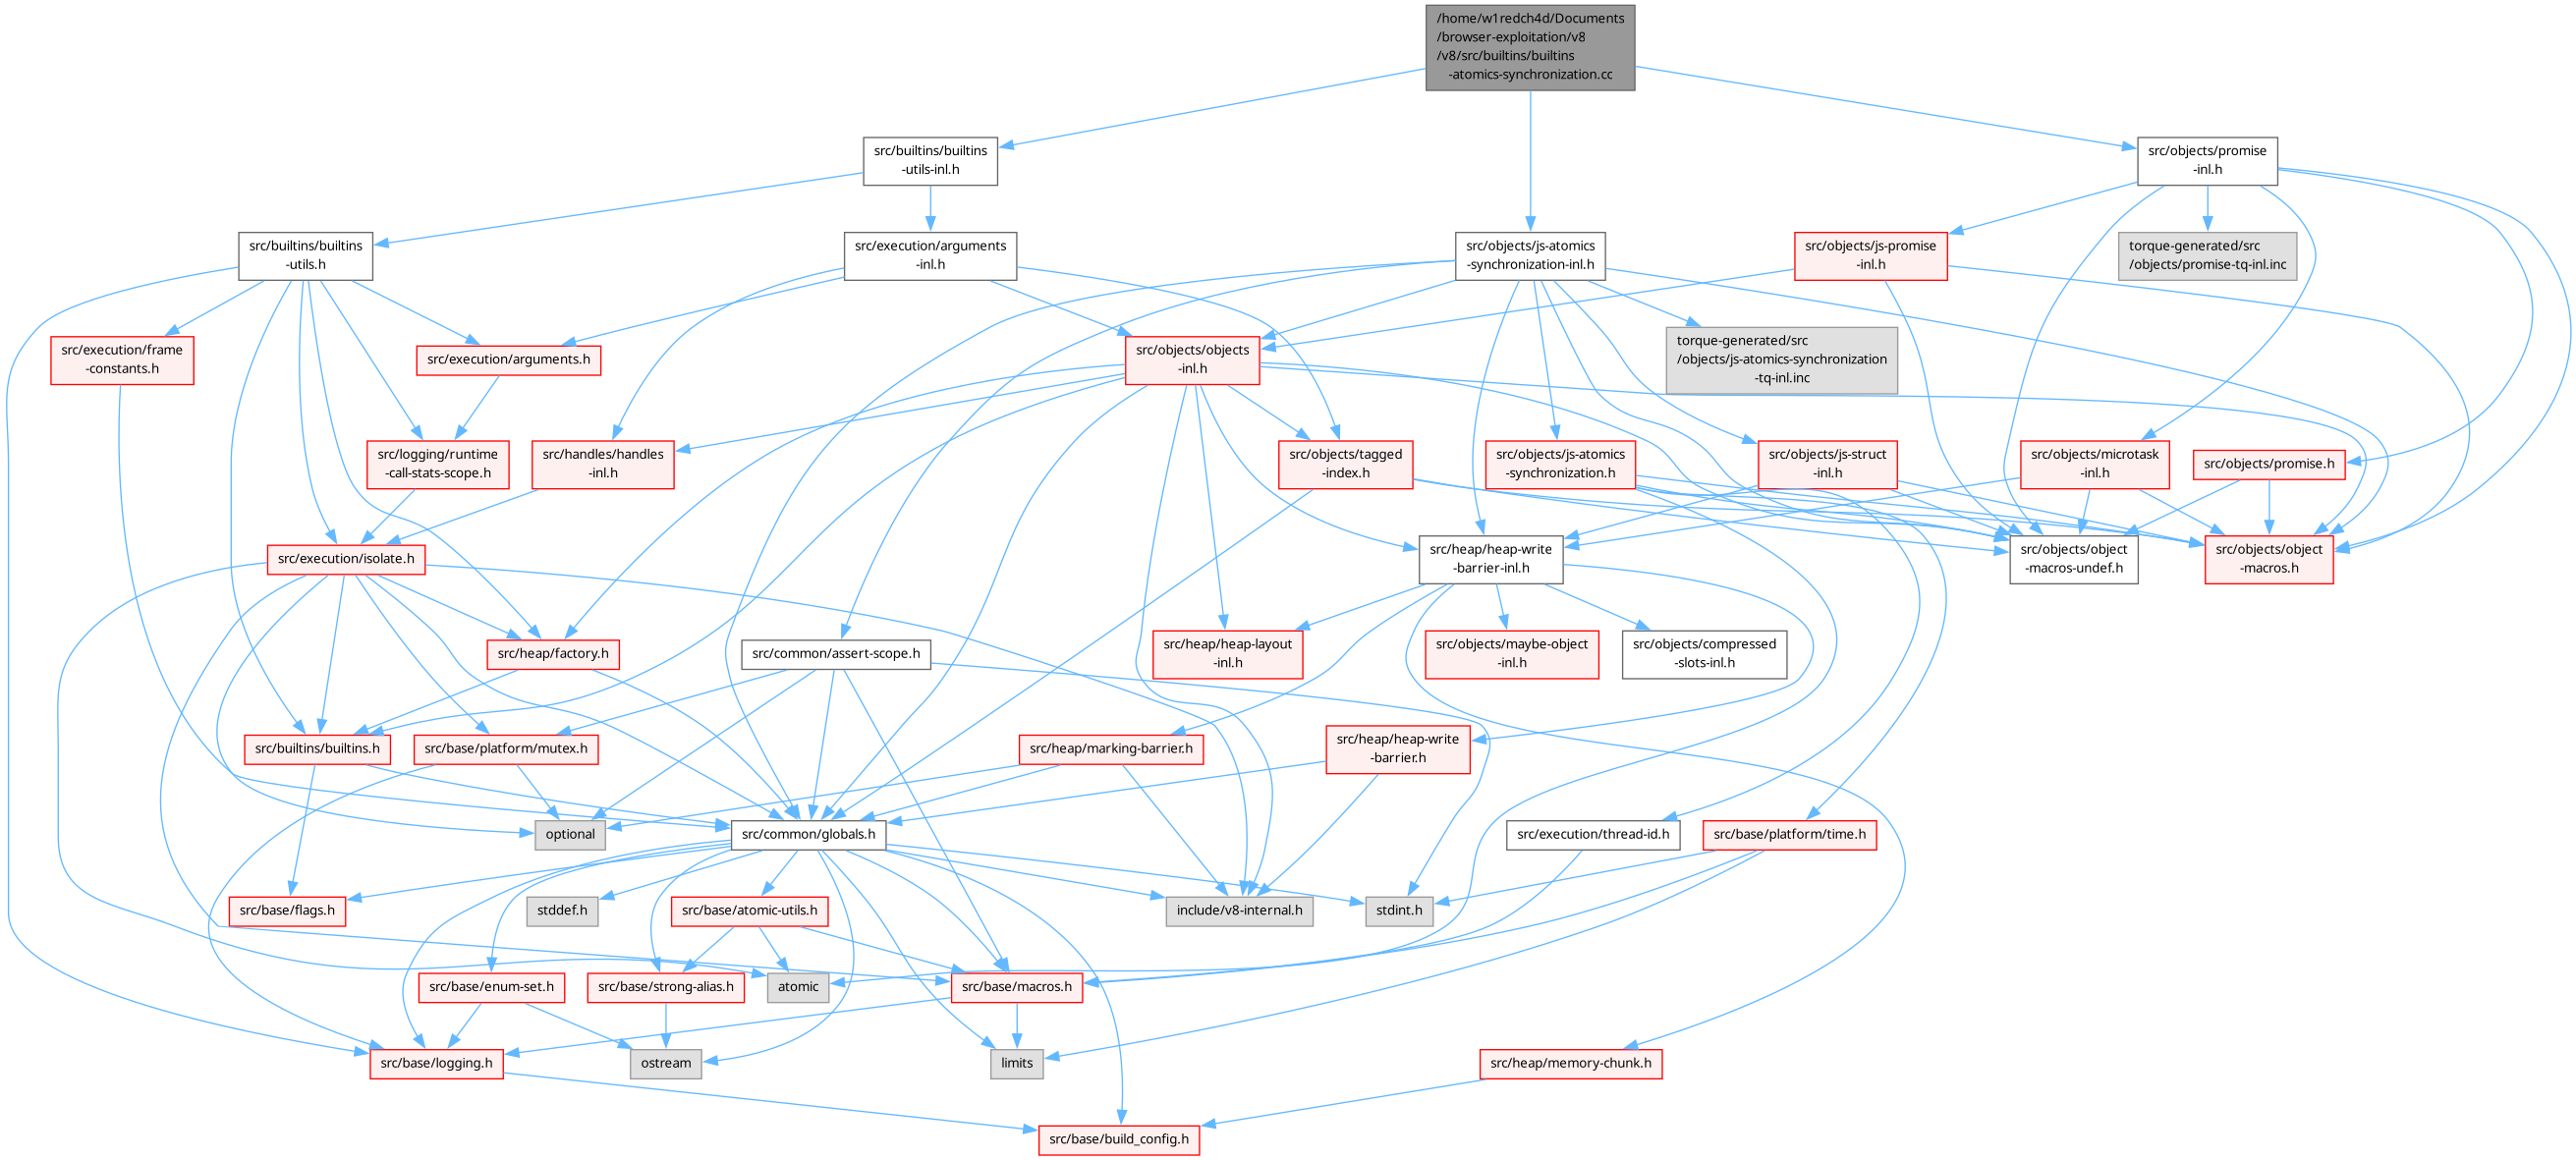 /home/w1redch4d/Documents
/browser-exploitation/v8
/v8/src/builtins/builtins
-atomics-synchronization.cc
src/builtins/builtins
-utils-inl.h
src/objects/promise
-inl.h
src/builtins/builtins
-utils.h
src/execution/arguments
-inl.h
src/objects/js-atomics
-synchronization-inl.h
src/objects/js-promise
-inl.h
torque-generated/src
/objects/promise-tq-inl.inc
src/execution/frame
-constants.h
src/execution/arguments.h
src/objects/objects
-inl.h
torque-generated/src
/objects/js-atomics-synchronization
-tq-inl.inc
src/logging/runtime
-call-stats-scope.h
src/handles/handles
-inl.h
src/objects/tagged
-index.h
src/objects/js-atomics
-synchronization.h
src/objects/js-struct
-inl.h
src/objects/microtask
-inl.h
src/objects/promise.h
src/execution/isolate.h
src/heap/heap-write
-barrier-inl.h
src/objects/object
-macros-undef.h
src/objects/object
-macros.h
src/heap/factory.h
src/common/assert-scope.h
src/heap/heap-layout
-inl.h
src/objects/maybe-object
-inl.h
src/objects/compressed
-slots-inl.h
src/builtins/builtins.h
src/base/platform/mutex.h
src/heap/marking-barrier.h
src/heap/heap-write
-barrier.h
optional
src/common/globals.h
src/execution/thread-id.h
src/base/platform/time.h
src/base/flags.h
stddef.h
src/base/atomic-utils.h
include/v8-internal.h
stdint.h
src/base/enum-set.h
src/base/strong-alias.h
atomic
src/base/macros.h
src/base/logging.h
ostream
limits
src/heap/memory-chunk.h
src/base/build_config.h